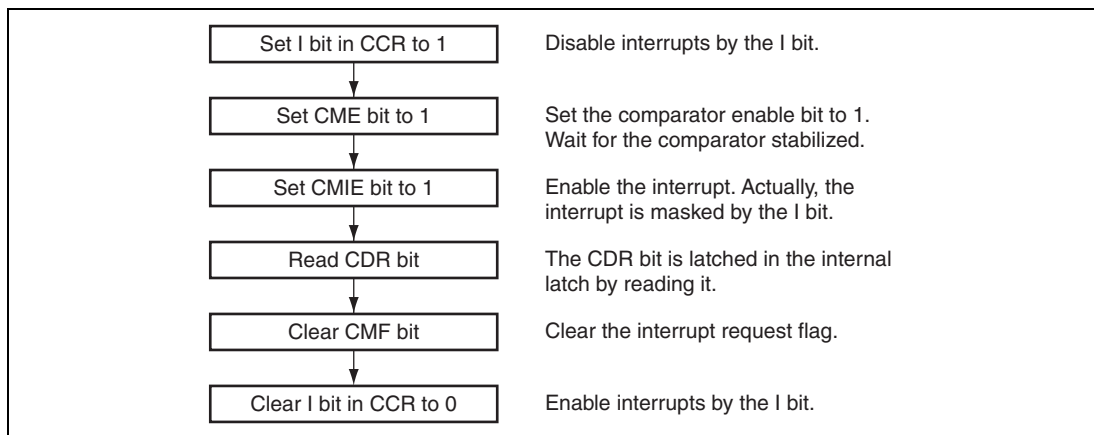 Set I bit in CCR to 1
Disable interrupts by the I bit.
Set CME bit to 1
Set the comparator enable bit to 1.
Wait for the comparator stabilized.
Set CMIE bit to 1
Enable the interrupt. Actually, the
interrupt is masked by the I bit.
Read CDR bit
The CDR bit is latched in the internal
latch by reading it.
Clear CMF bit
Clear the interrupt request flag.
Clear I bit in CCR to 0
Enable interrupts by the I bit.